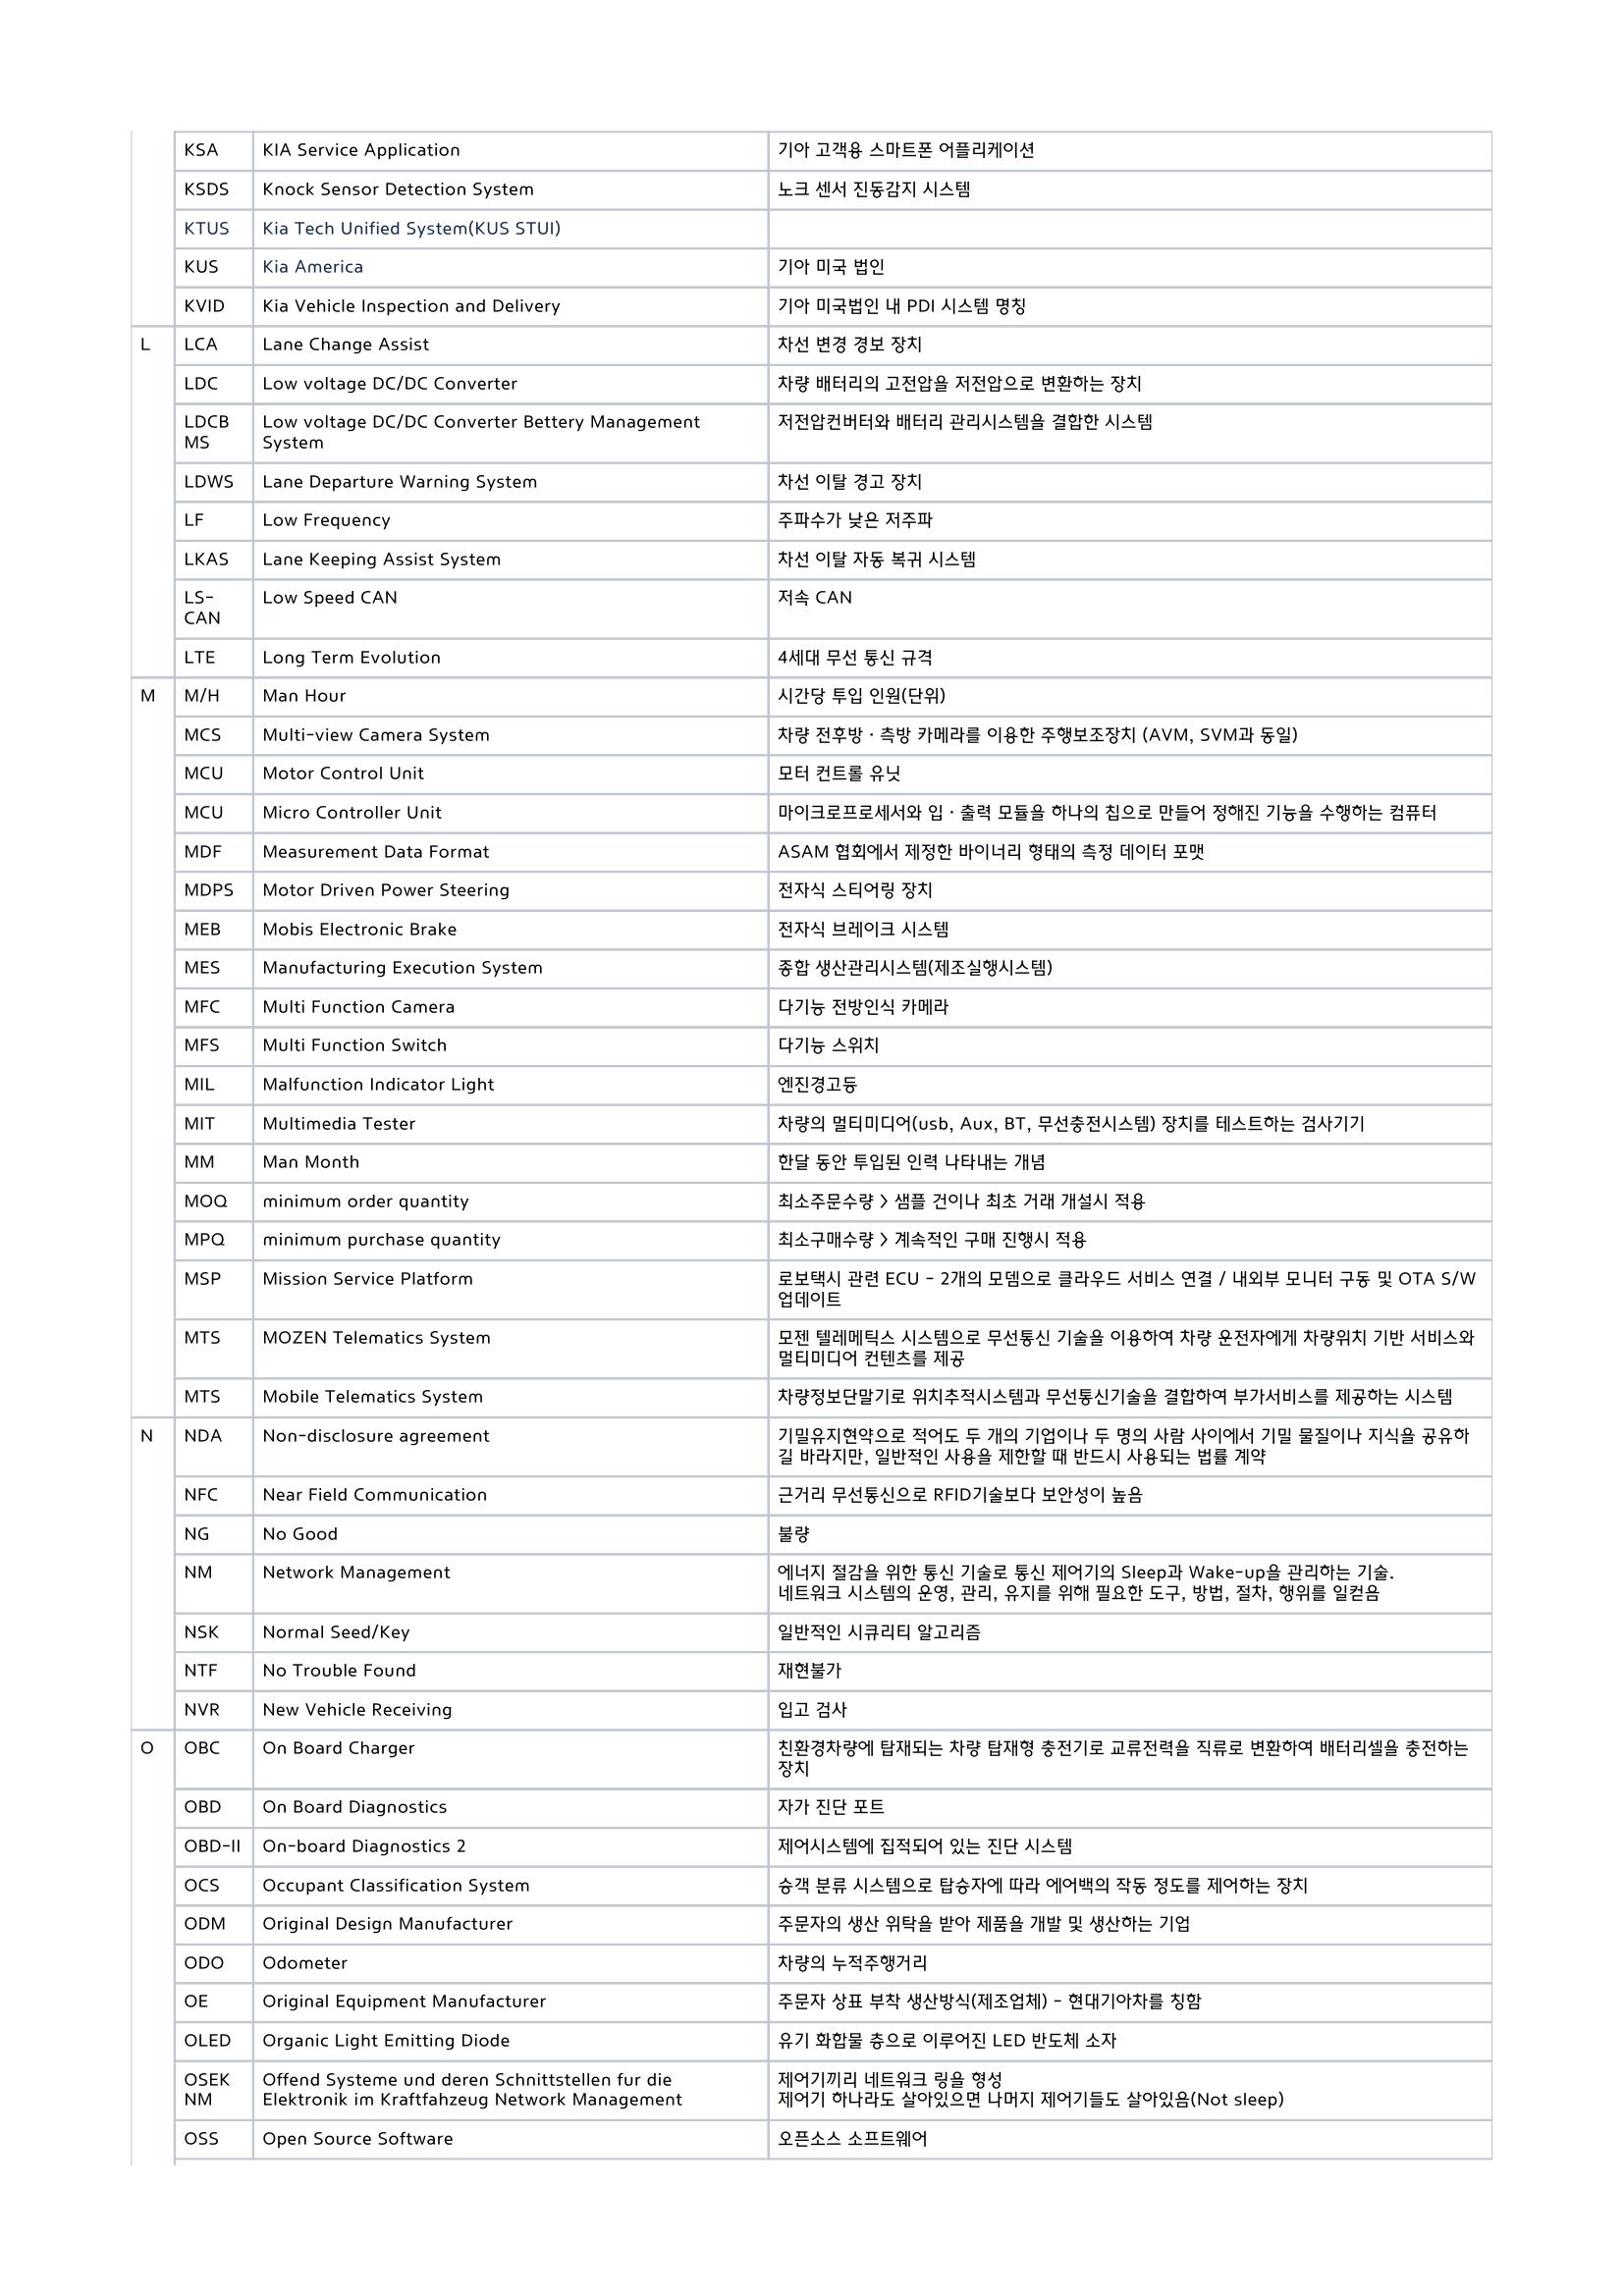 KSA KIA Service Application 기아 고객용 스마트폰 어플리케이션
KSDS Knock Sensor Detection System 노크 센서 진동감지 시스템
KTUS Kia Tech Unified System(KUS STUI)
KUS Kia America 기아 미국 법인
KVID Kia Vehicle Inspection and Delivery 기아 미국법인 내 PDI 시스템 명칭
L LCA Lane Change Assist 차선 변경 경보 장치
LDC Low voltage DC/DC Converter 차량 배터리의 고전압을 저전압으로 변환하는 장치
LDCB Low voltage DC/DC Converter Bettery Management 저전압컨버터와 배터리 관리시스템을 결합한 시스템
MS System
LDWS Lane Departure Warning System 차선 이탈 경고 장치
LF Low Frequency 주파수가 낮은 저주파
LKAS Lane Keeping Assist System 차선 이탈 자동 복귀 시스템
LS- Low Speed CAN 저속 CAN
CAN
LTE Long Term Evolution 4세대 무선 통신 규격
M M/H Man Hour 시간당 투입 인원(단위)
MCS Multi-view Camera System 차량 전후방 · 측방 카메라를 이용한 주행보조장치 (AVM, SVM과 동일)
MCU Motor Control Unit 모터 컨트롤 유닛
MCU Micro Controller Unit 마이크로프로세서와 입 · 출력 모듈을 하나의 칩으로 만들어 정해진 기능을 수행하는 컴퓨터
MDF Measurement Data Format ASAM 협회에서 제정한 바이너리 형태의 측정 데이터 포맷
MDPS Motor Driven Power Steering 전자식 스티어링 장치
MEB Mobis Electronic Brake 전자식 브레이크 시스템
MES Manufacturing Execution System 종합 생산관리시스템(제조실행시스템)
MFC Multi Function Camera 다기능 전방인식 카메라
MFS Multi Function Switch 다기능 스위치
MIL Malfunction Indicator Light 엔진경고등
MIT Multimedia Tester 차량의 멀티미디어(usb, Aux, BT, 무선충전시스템) 장치를 테스트하는 검사기기
MM Man Month 한달 동안 투입된 인력 나타내는 개념
MOQ minimum order quantity 최소주문수량 > 샘플 건이나 최초 거래 개설시 적용
MPQ minimum purchase quantity 최소구매수량 > 계속적인 구매 진행시 적용
MSP Mission Service Platform 로보택시 관련 ECU - 2개의 모뎀으로 클라우드 서비스 연결 / 내외부 모니터 구동 및 OTA S/W
업데이트
MTS MOZEN Telematics System 모젠 텔레메틱스 시스템으로 무선통신 기술을 이용하여 차량 운전자에게 차량위치 기반 서비스와
멀티미디어 컨텐츠를 제공
MTS Mobile Telematics System 차량정보단말기로 위치추적시스템과 무선통신기술을 결합하여 부가서비스를 제공하는 시스템
N NDA Non-disclosure agreement 기밀유지현약으로 적어도 두 개의 기업이나 두 명의 사람 사이에서 기밀 물질이나 지식을 공유하
길 바라지만, 일반적인 사용을 제한할 때 반드시 사용되는 법률 계약
NFC Near Field Communication 근거리 무선통신으로 RFID기술보다 보안성이 높음
NG No Good 불량
NM Network Management 에너지 절감을 위한 통신 기술로 통신 제어기의 Sleep과 Wake-up을 관리하는 기술.
네트워크 시스템의 운영, 관리, 유지를 위해 필요한 도구, 방법, 절차, 행위를 일컫음
NSK Normal Seed/Key 일반적인 시큐리티 알고리즘
NTF No Trouble Found 재현불가
NVR New Vehicle Receiving 입고 검사
O OBC On Board Charger 친환경차량에 탑재되는 차량 탑재형 충전기로 교류전력을 직류로 변환하여 배터리셀을 충전하는
장치
OBD On Board Diagnostics 자가 진단 포트
OBD-II On-board Diagnostics 2 제어시스템에 집적되어 있는 진단 시스템
OCS Occupant Classification System 승객 분류 시스템으로 탑승자에 따라 에어백의 작동 정도를 제어하는 장치
ODM Original Design Manufacturer 주문자의 생산 위탁을 받아 제품을 개발 및 생산하는 기업
ODO Odometer 차량의 누적주행거리
OE Original Equipment Manufacturer 주문자 상표 부착 생산방식(제조업체) - 현대기아차를 칭함
OLED Organic Light Emitting Diode 유기 화합물 층으로 이루어진 LED 반도체 소자
OSEK Offend Systeme und deren Schnittstellen fur die 제어기끼리 네트워크 링을 형성
NM Elektronik im Kraftfahzeug Network Management 제어기 하나라도 살아있으면 나머지 제어기들도 살아있음(Not sleep)
OSS Open Source Software 오픈소스 소프트웨어